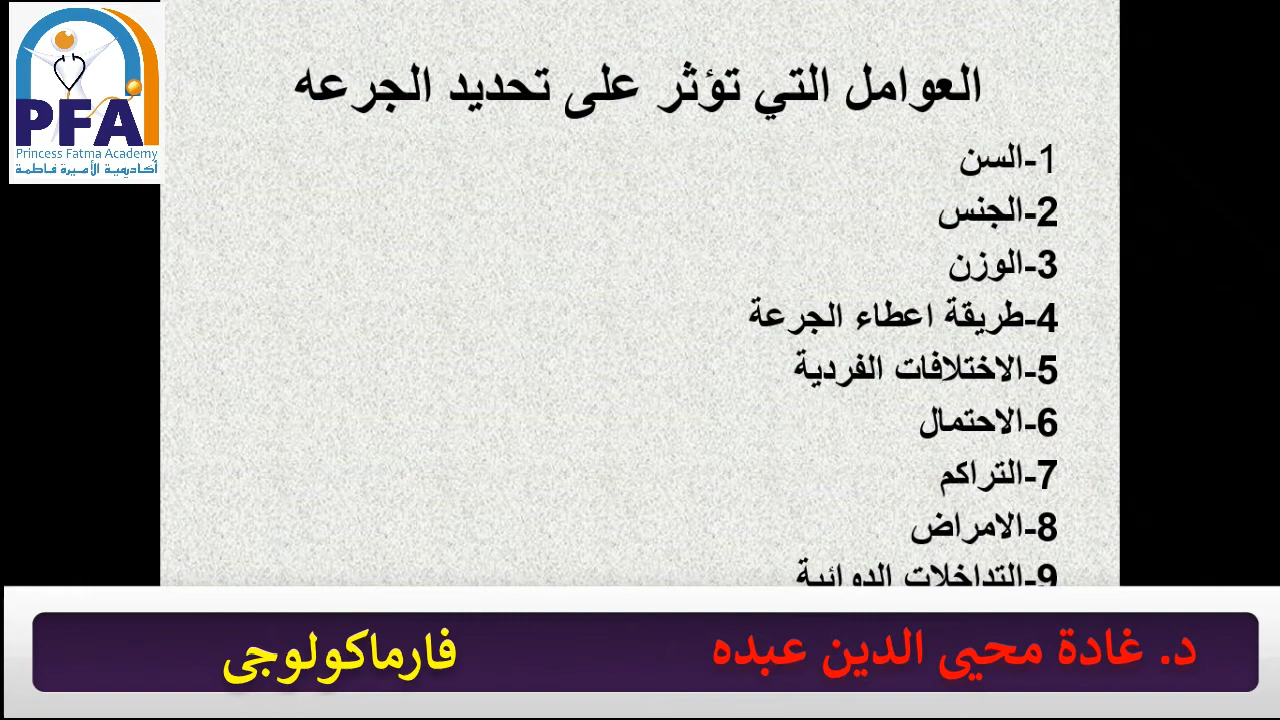 PFA
Princess Fatma Academy
أكاديمية الأميرة فاطمة
العوامل التي تؤثر على تحديد الجرعه
1-السن
2-الجنس
3-الوزن
4-طريقة اعطاء الجرعة
5-الاختلافات الفردية
6-الاحتمال
7-التراكم
8-الامراض
9-التداخلات الدوائية
د. غادة محيي الدين عبده
فارماكولوجى